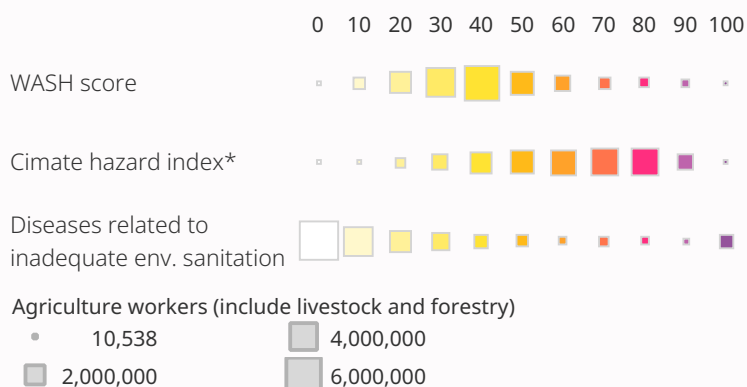 0 10 20 30 40 50 60 70 80 90 100
WASH score
Cimate hazard index*
Diseases related to
inadequate env. sanitation
Agriculture workers (include livestock and forestry)
10,538 4,000,000
2,000,000 6,000,000